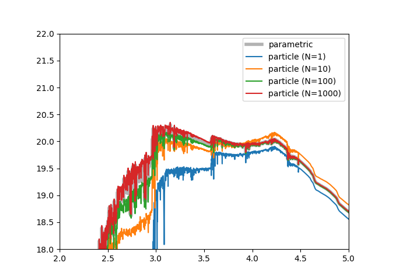 22.0
21.5
21.0
20.5
20.0
19.5
19.0
18.5
18.0
parametric
particle (N=1)
particle (N=10)
particle (N=100)
particle (N=1000)
2.0 2.5 3.0 3.5 4.0 4.5 5.0